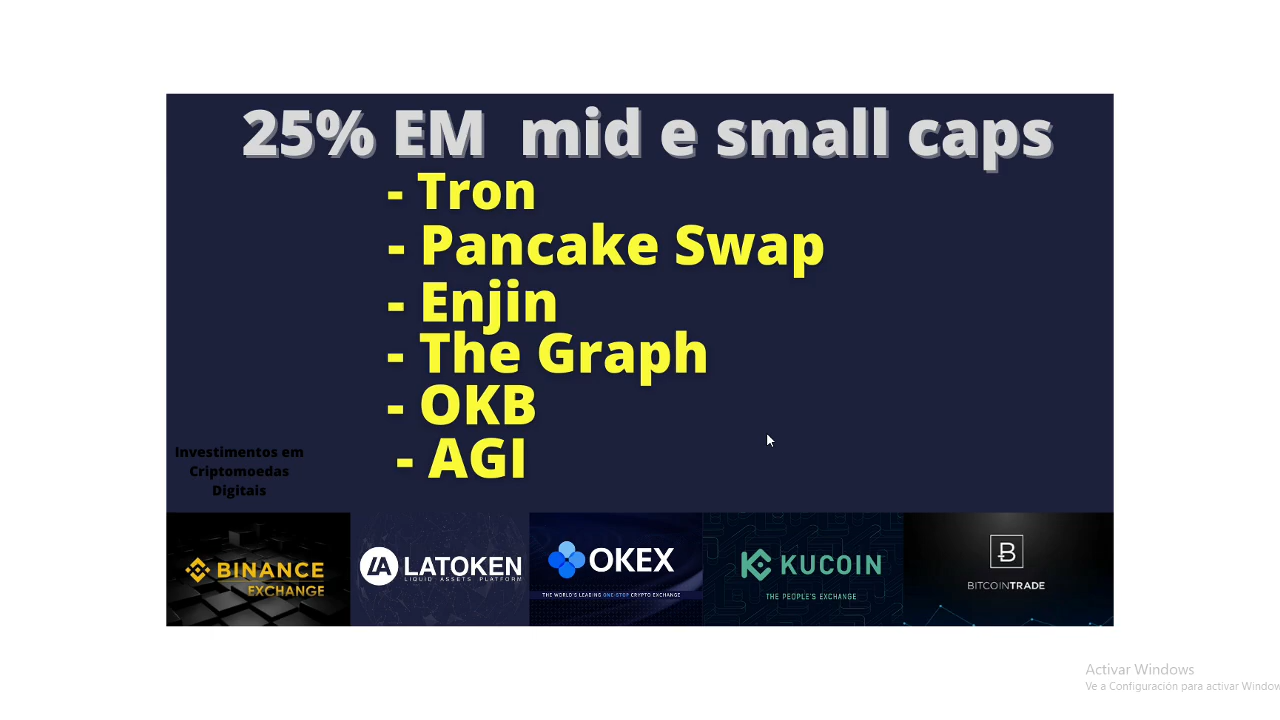 25% EM mid e small caps
- Tron
- Pancake Swap
- Enjin
- The Graph
- OKB
- AGI
Investimentos em
Criptomoedas
Digitais
BINANCE
EXCHANGE
LATOKEN
LIQUID ASSETS PLATFORM
OKEX
THE WORLD'S LEADING ONE-STOP CRYPTO EXCHANGE
KUCOIN
THE PEOPLE'S EXCHANGE
BITCOINTRADE
Activar Windows
Ve a Configuración para activar Window